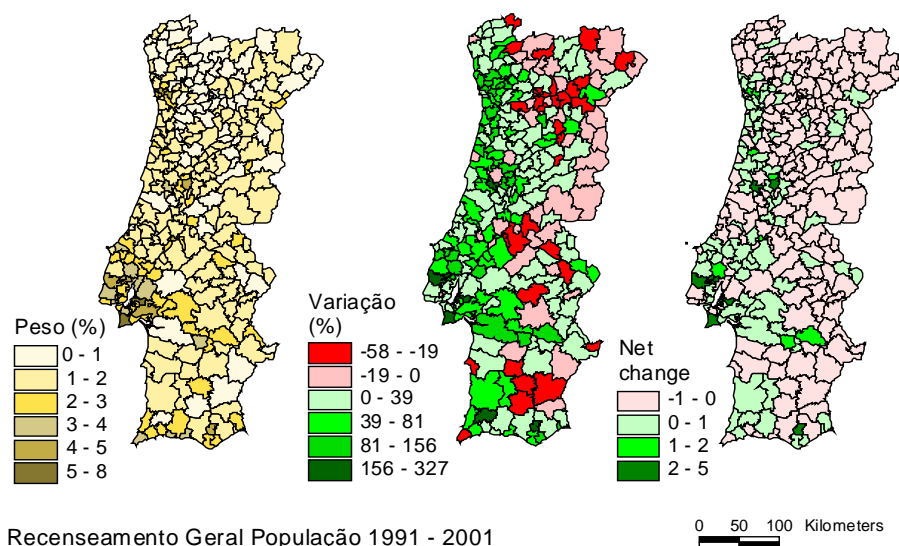 Peso (%)
0 - 1
1 - 2
2 - 3
3 - 4
4 - 5
5 - 8
Variação
(%)
-58 - -19
-19 - 0
0 - 39
39 - 81
81 - 156
156 - 327
Net
change
-1 - 0
0 - 1
1 - 2
2 - 5
Recenseamento Geral População 1991 - 2001
0 50 100 Kilometers